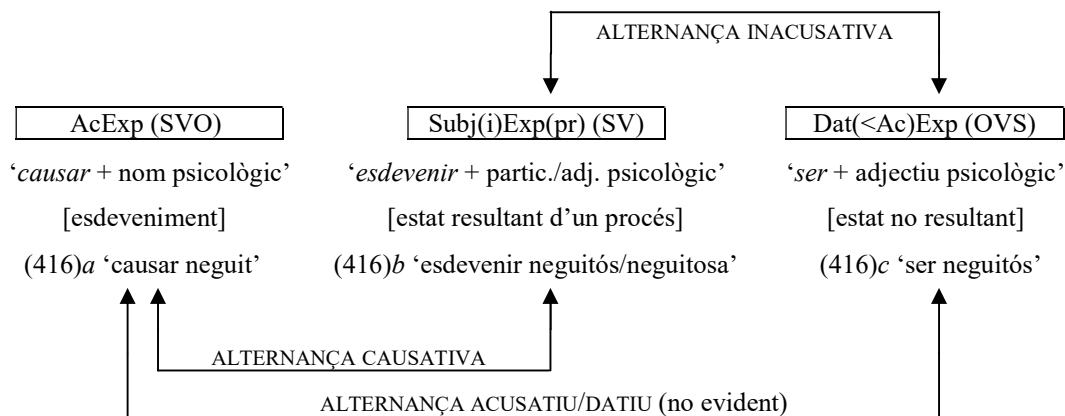 ALTERNANÇA INACUSATIVA
AcExp (SVO) Subj(i)Exp(pr) (SV) Dat(<Ac)Exp (OVS)
‘causar + nom psicològic’ ‘esdevenir + partic./adj. psicològic’ ‘ser + adjectiu psicològic’
[esdeveniment] [estat resultant d’un procés] [estat no resultant]
(416)a ‘causar neguit’ (416)b ‘esdevenir neguitós/neguitosa’ (416)c ‘ser neguitós’
ALTERNANÇA CAUSATIVA
ALTERNANÇA ACUSATIU/DATIU (no evident)